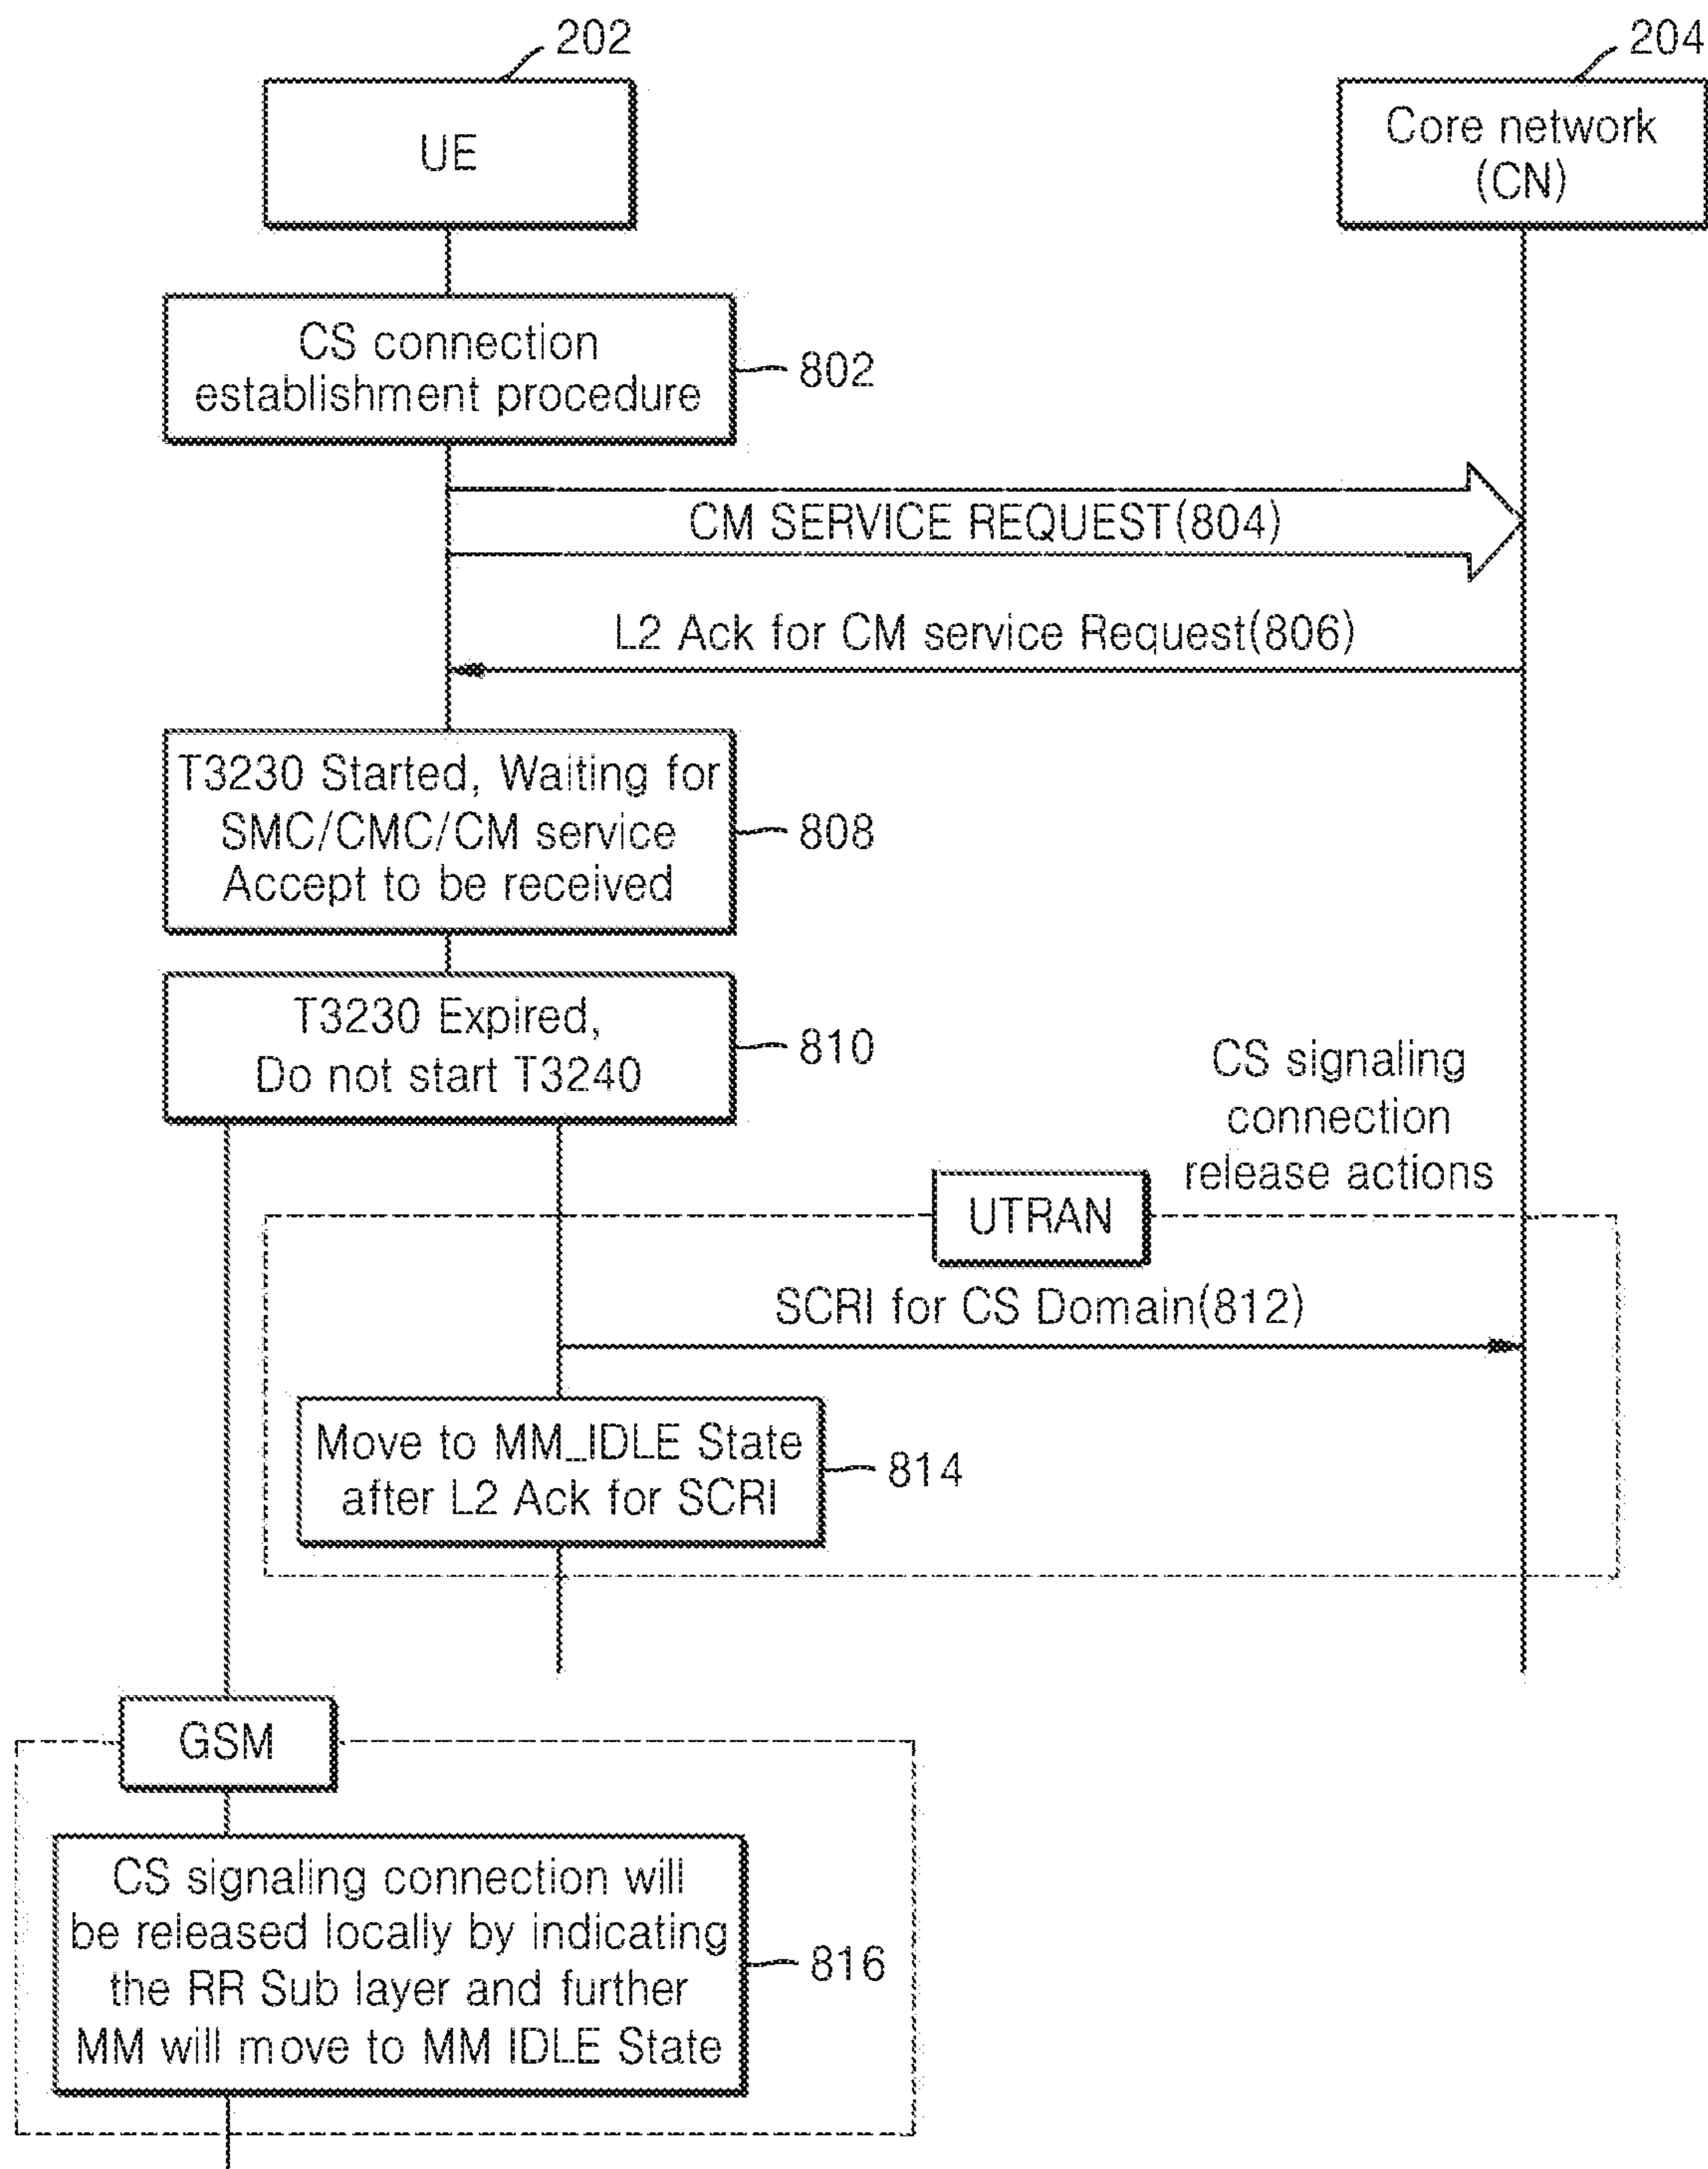 202
204
UE
Core network
(CN)
CS connection
establishment procedure
802
CM SERVICE REQUEST(804)
L2 Ack for CM service Request(806)
T3230 Started, Waiting for
SMC/CMC/CM service
Accept to be received
808
T3230 Expired,
Do not start T3240
810
CS signaling
connection
release actions
UTRAN
SCRI for CS Domain(812)
Move to MM_IDLE State
after L2 Ack for SCRI
814
GSM
CS signaling connection will
be released locally by indicating
the RR Sub layer and further
MM will move to MM IDLE State
816